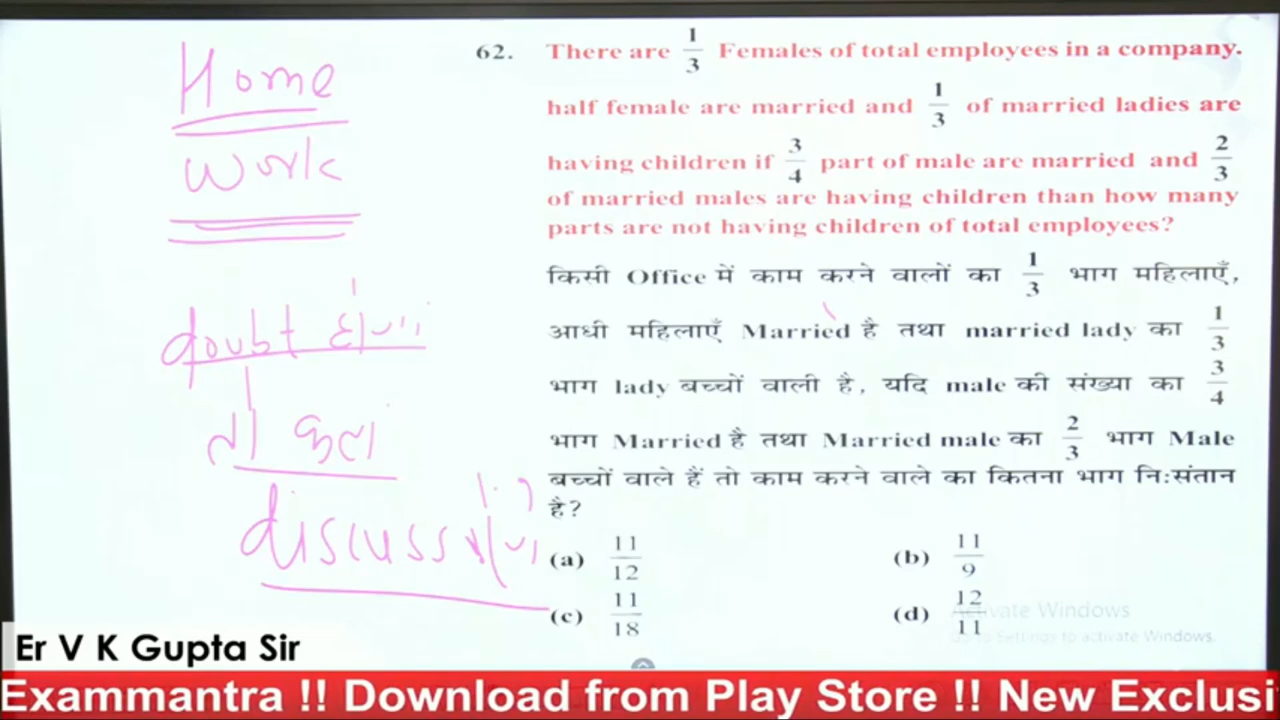 Home
Work
doubt होगा
तो कल
discuss होगा
62. There are 1/3 Females of total employees in a company.
half female are married and 1/3 of married ladies are
having children if 3/4 part of male are married and 2/3
of married males are having children than how many
parts are not having children of total employees?
किसी Office में काम करने वालों का 1/3 भाग महिलाएँ,
आधी महिलाएँ Married है तथा married lady का 1/3
भाग lady बच्चों वाली है, यदि male की संख्या का 3/4
भाग Married है तथा Married male का 2/3 भाग Male
बच्चों वाले हैं तो काम करने वाले का कितना भाग नि:संतान
है?
(a) 11/12 (b) 11/9
(c) 11/18 (d) 12/11
Activate Windows
Go to Settings to activate Windows.
Er V K Gupta Sir
Exammantra !! Download from Play Store !! New Exclusi